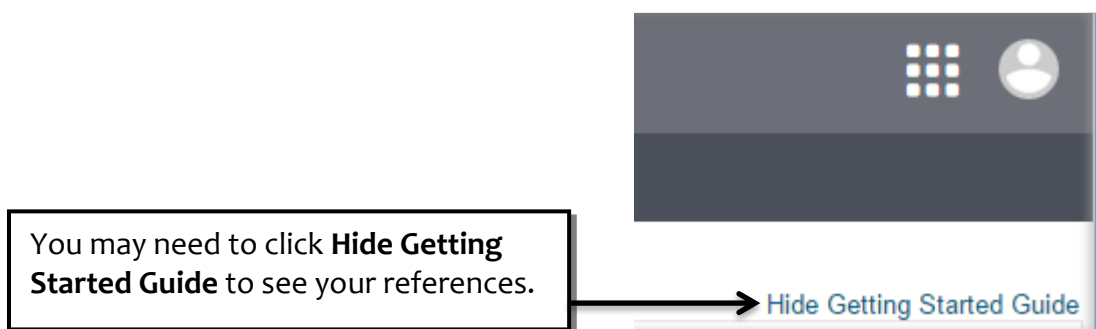 You may need to click Hide Getting
Started Guide to see your references.
Hide Getting Started Guide